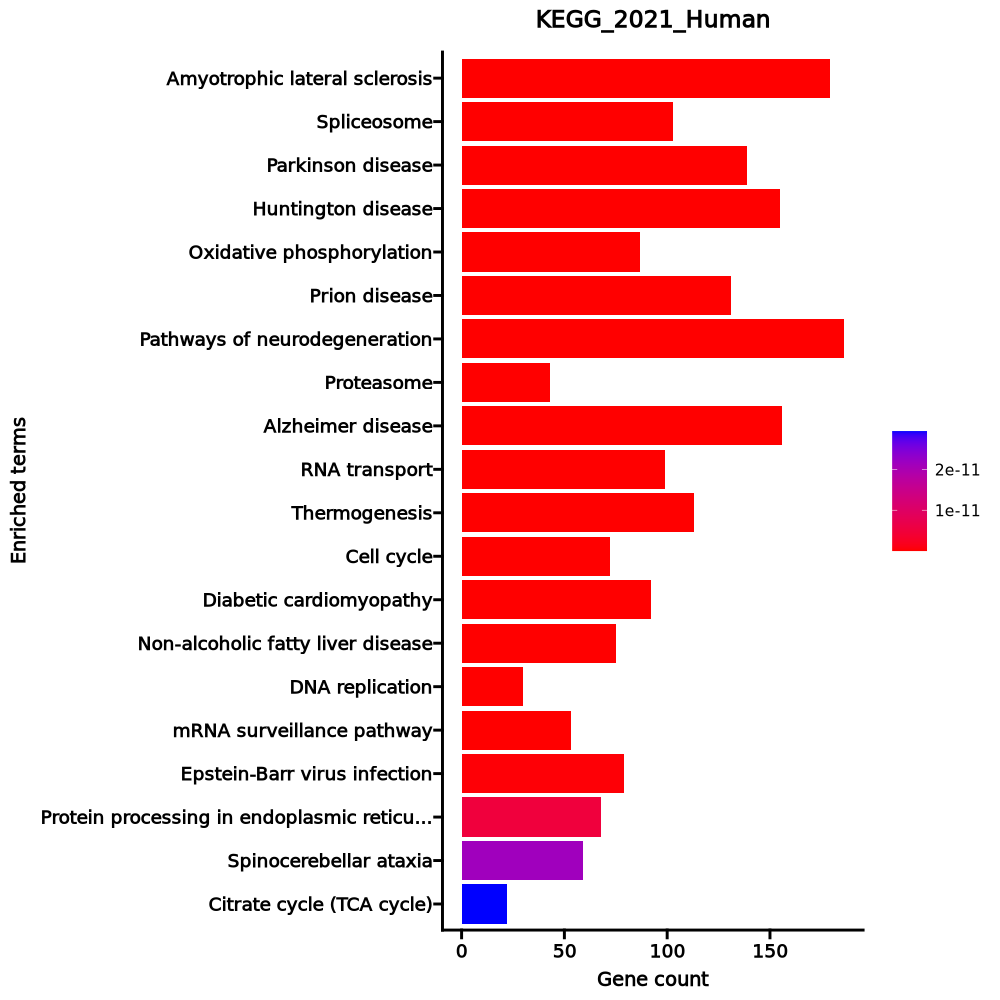 KEGG_2021_Human
Amyotrophic lateral sclerosis
Spliceosome
Parkinson disease
Huntington disease
Oxidative phosphorylation
Prion disease
Pathways of neurodegeneration
Proteasome
Alzheimer disease
RNA transport
Thermogenesis
Cell cycle
Diabetic cardiomyopathy
Non-alcoholic fatty liver disease
DNA replication
mRNA surveillance pathway
Epstein-Barr virus infection
Protein processing in endoplasmic reticu...
Spinocerebellar ataxia
Citrate cycle (TCA cycle)
Enriched terms
0 50 100 150
Gene count
2e-11
1e-11